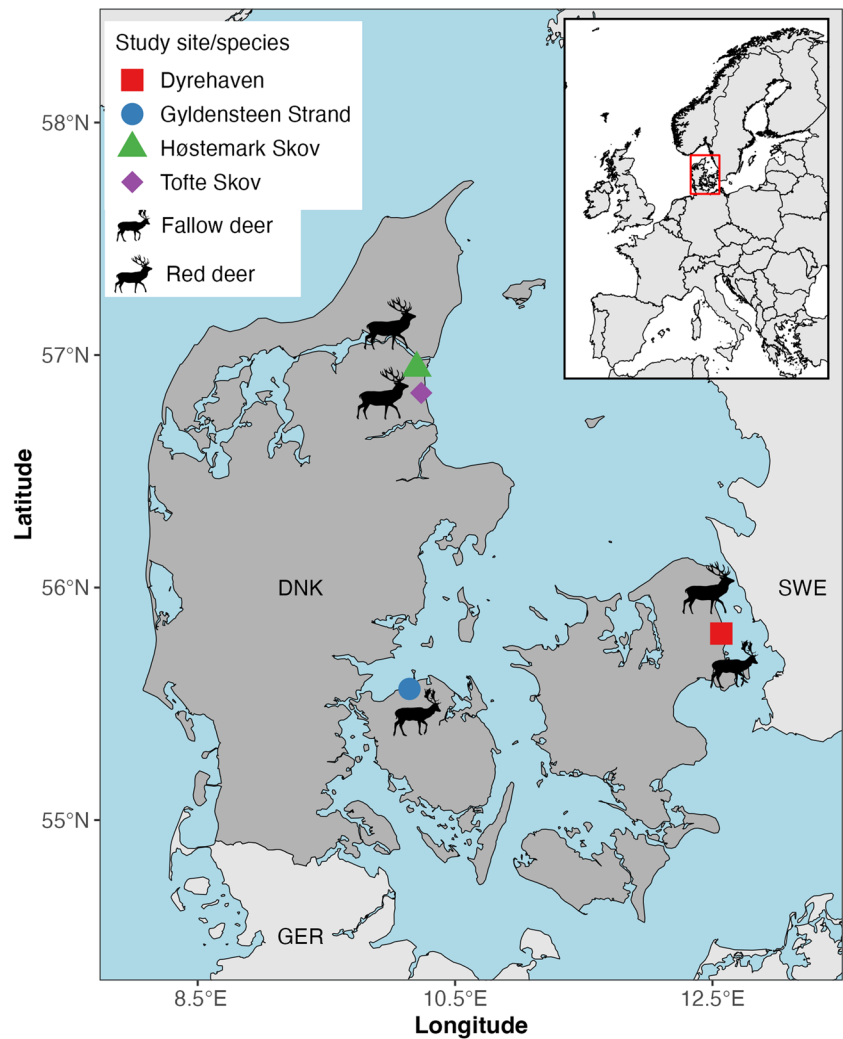 Study site/species
Dyrehaven
Gyldensteen Strand
Høstemark Skov
Tofte Skov
Fallow deer
Red deer
58°N
57°N
56°N
55°N
Latitude
DNK
SWE
GER
8.5°E
10.5°E
12.5°E
Longitude